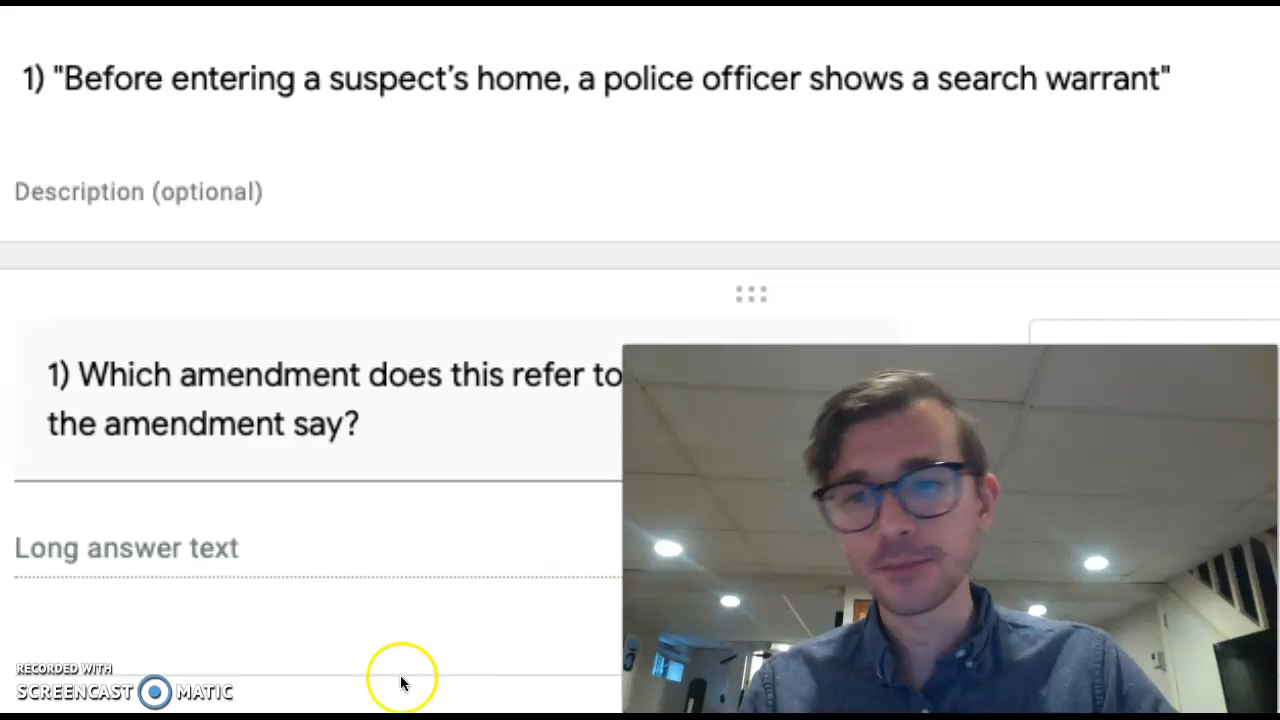 1) "Before entering a suspect's home, a police officer shows a search warrant"
Description (optional)
1) Which amendment does this refer to
the amendment say?
Long answer text
RECORDED WITH
SCREENCAST MATIC